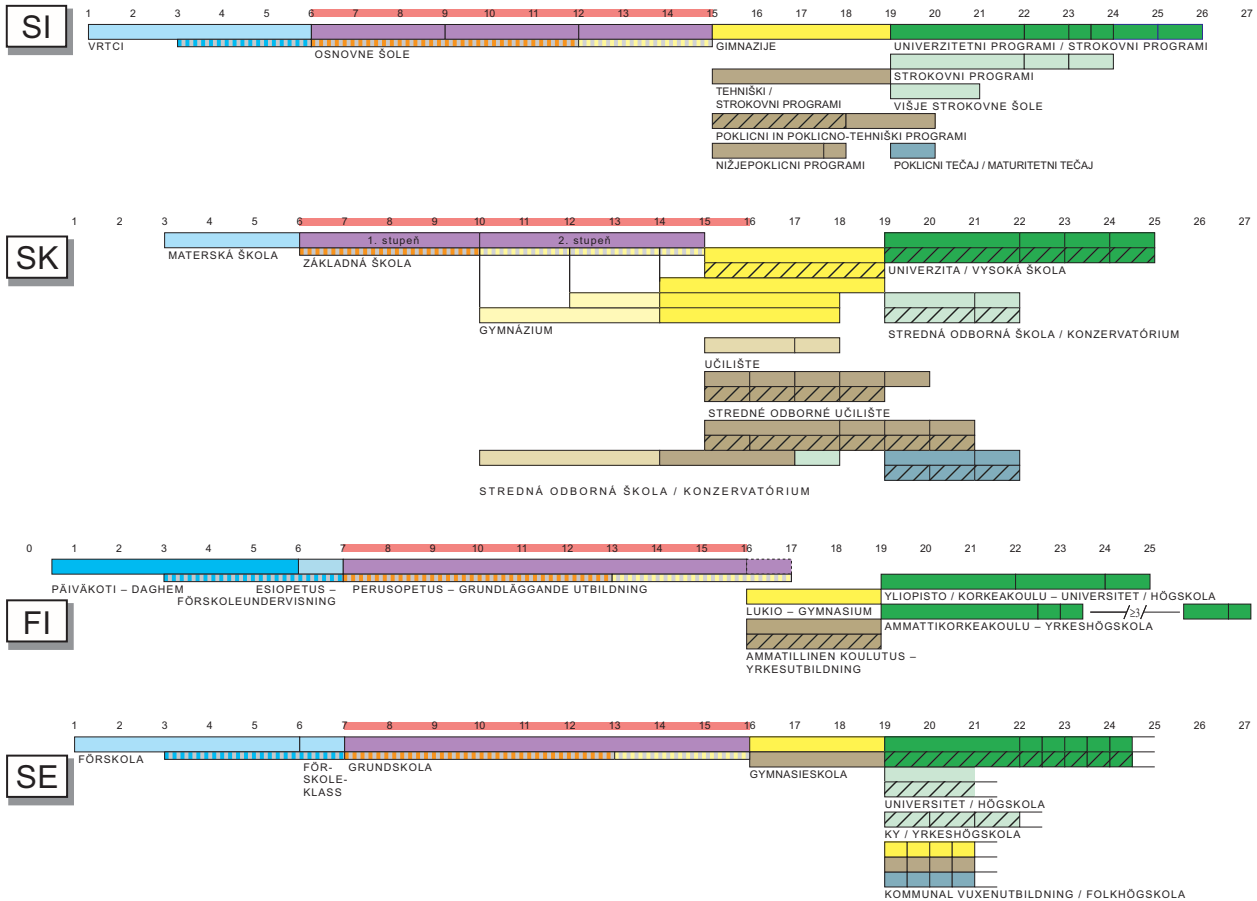 1 2 3 4 5 6 7 8 9 10 11 12 13 14 15 16 17 18 19 20 21 22 23 24 25 26 27
SI
VRTCI
OSNOVNE ŠOLE
GIMNAZIJE
UNIVERZITETNI PROGRAMI / STROKOVNI PROGRAMI
STROKOVNI PROGRAMI
TEHNIŠKI /
STROKOVNI PROGRAMI
VIŠJE STROKOVNE ŠOLE
POKLICNI IN POKLICNO-TEHNIŠKI PROGRAMI
NIŽJEPOKLICNI PROGRAMI
POKLICNI TEČAJ / MATURITETNI TEČAJ
1 2 3 4 5 6 7 8 9 10 11 12 13 14 15 16 17 18 19 20 21 22 23 24 25 26 27
SK
1. stupeň
2. stupeň
MATERSKÁ ŠKOLA
ZÁKLADNÁ ŠKOLA
UNIVERZITA / VYSOKÁ ŠKOLA
GYMNÁZIUM
STREDNÁ ODBORNÁ ŠKOLA / KONZERVATÓRIUM
UČILIŠTE
STREDNÉ ODBORNÉ UČILIŠTE
STREDNÁ ODBORNÁ ŠKOLA / KONZERVATÓRIUM
0 1 2 3 4 5 6 7 8 9 10 11 12 13 14 15 16 17 18 19 20 21 22 23 24 25
FI
PÄIVÄKOTI – DAGHEM
ESIOPETUS –
FÖRSKOLEUNDERVISNING
PERUSOPETUS – GRUNDLÄGGANDE UTBILDNING
YLIOPISTO / KORKEAKOULU – UNIVERSITET / HÖGSKOLA
LUKIO – GYMNASIUM
≥3
AMMATTIKORKEAKOULU – YRKESHÖGSKOLA
AMMATILLINEN KOULUTUS –
YRKESUTBILDNING
1 2 3 4 5 6 7 8 9 10 11 12 13 14 15 16 17 18 19 20 21 22 23 24 25 26 27
SE
FÖRSKOLA
FÖR-
SKOLE-
KLASS
GRUNDSKOLA
GYMNASIESKOLA
UNIVERSITET / HÖGSKOLA
KY / YRKESHÖGSKOLA
KOMMUNAL VUXENUTBILDNING / FOLKHÖGSKOLA